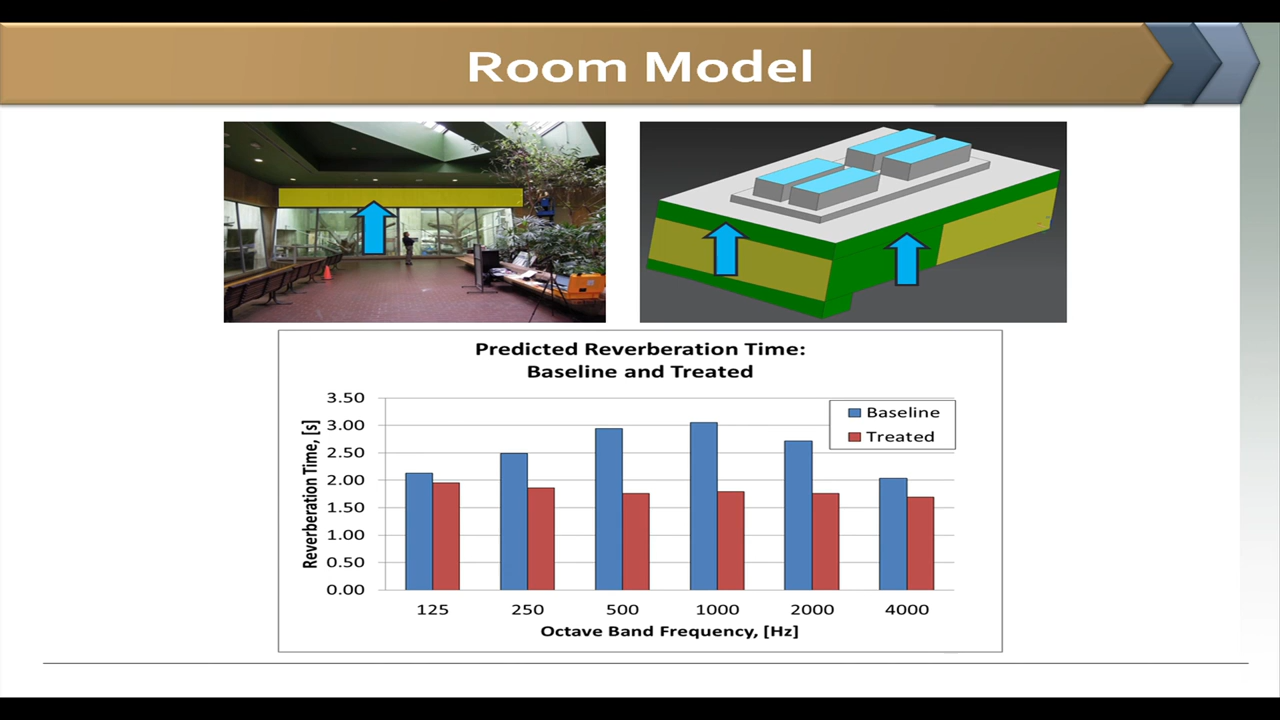 Room Model
Predicted Reverberation Time:
Baseline and Treated
Reverberation Time, [s]
3.50
3.00
2.50
2.00
1.50
1.00
0.50
0.00
Baseline
Treated
125 250 500 1000 2000 4000
Octave Band Frequency, [Hz]